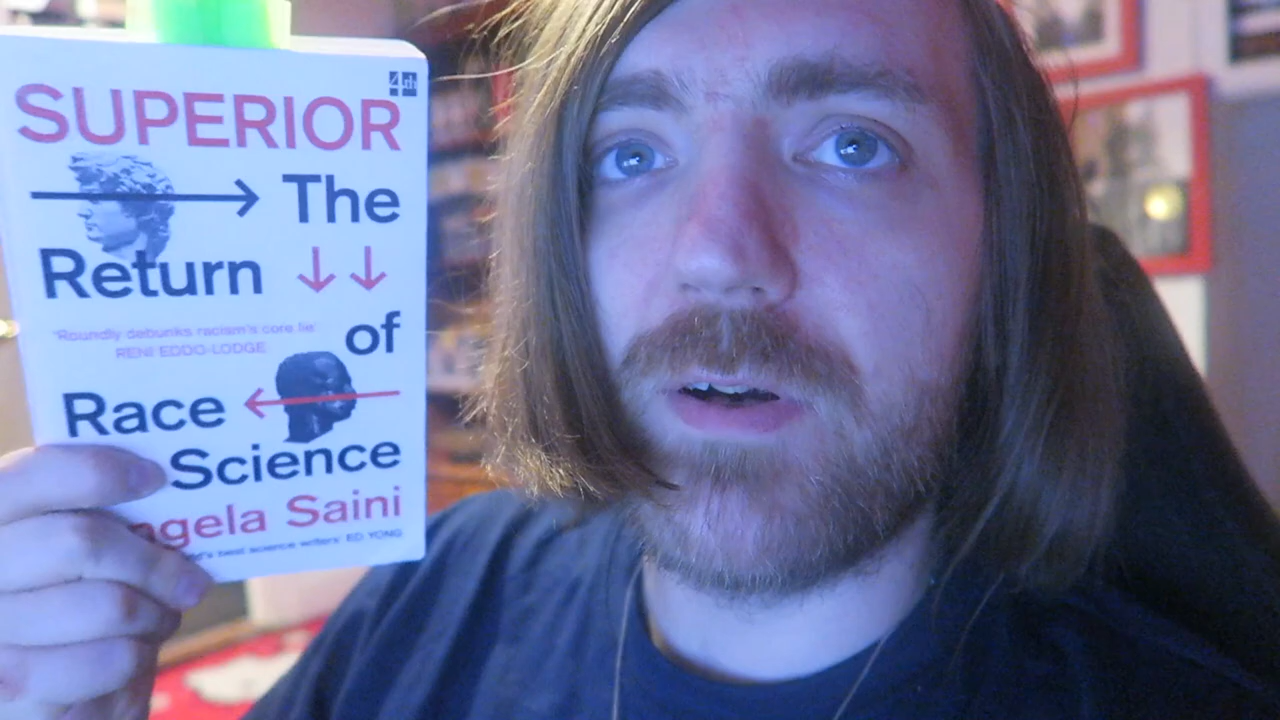 4th
SUPERIOR
The
Return
of
'Roundly debunks racism's core lie'
RENI EDDO-LODGE
Race
Science
ngela Saini
best science writers' ED YONG